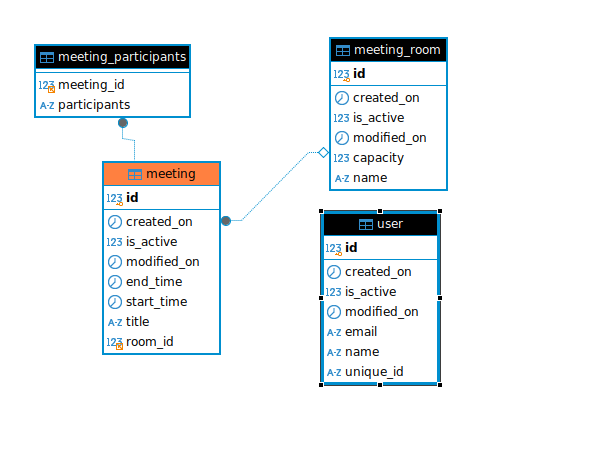 meeting_participants
123 meeting_id
A-Z participants
meeting_room
123 id
created_on
123 is_active
modified_on
123 capacity
A-Z name
meeting
123 id
created_on
123 is_active
modified_on
end_time
start_time
A-Z title
123 room_id
user
123 id
created_on
123 is_active
modified_on
A-Z email
A-Z name
A-Z unique_id